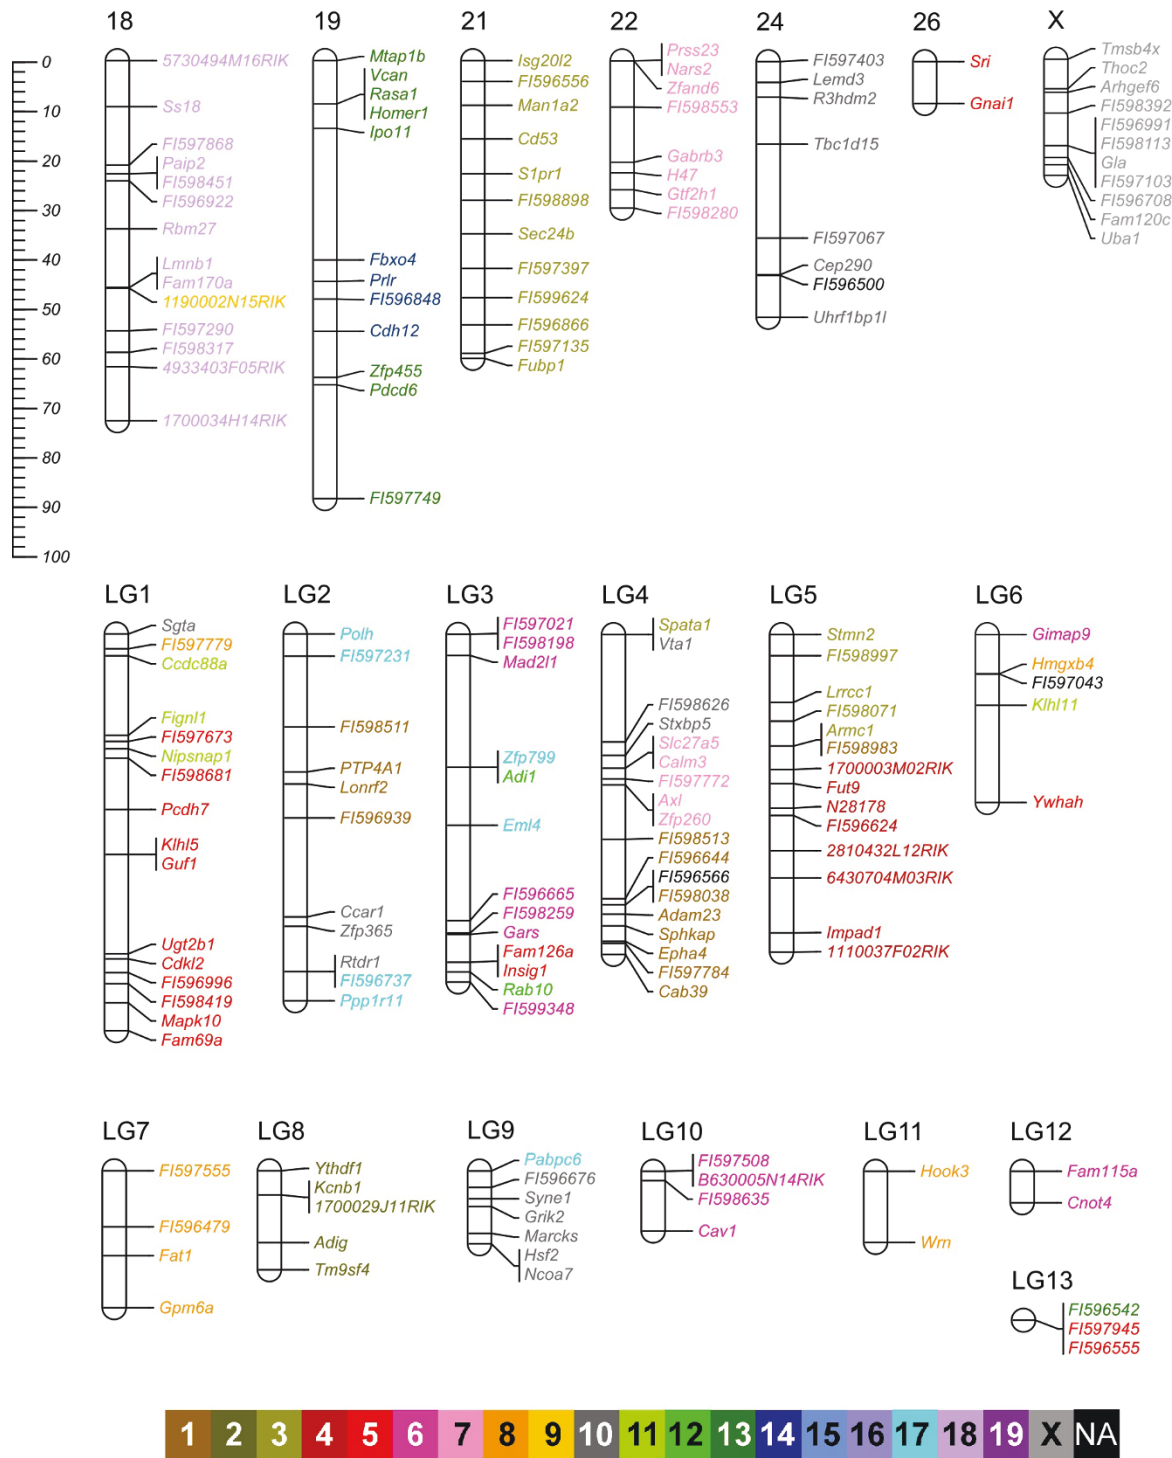 18
19
21
22
24
26
X
0
10
20
30
40
50
60
70
80
90
100
5730494M16RIK
Ss18
FI597868
Paip2
FI598451
FI596922
Rbm27
Lmnb1
Fam170a
1190002N15RIK
FI597290
FI598317
4933403F05RIK
1700034H14RIK
Mtap1b
Vcan
Rasa1
Homer1
Ipo11
Fbxo4
Prlr
FI596848
Cdh12
Zfp455
Pdcd6
FI597749
Isg20l2
FI596556
Man1a2
Cd53
S1pr1
FI598898
Sec24b
FI597397
FI599624
FI596866
FI597135
Fubp1
Prss23
Nars2
Zfand6
FI598553
Gabrb3
H47
Gtf2h1
FI598280
FI597403
Lemd3
R3hdm2
Tbc1d15
FI597067
Cep290
FI596500
Uhrf1bp1l
Sri
Gnai1
Tmsb4x
Thoc2
Arhgef6
FI598392
FI596991
FI598113
Gla
FI597103
FI596708
Fam120c
Uba1
LG1
LG2
LG3
LG4
LG5
LG6
Sgta
FI597779
Ccdc88a
Fignl1
FI597673
Nipsnap1
FI598681
Pcdh7
Klhl5
Guf1
Ugt2b1
Cdkl2
FI596996
FI598419
Mapk10
Fam69a
Polh
FI597231
FI598511
PTP4A1
Lonrf2
FI596939
Ccar1
Zfp365
Rtdr1
FI596737
Ppp1r11
FI597021
FI598198
Mad2l1
Zfp799
Adi1
Eml4
FI596665
FI598259
Gars
Fam126a
Insig1
Rab10
FI599348
Spata1
Vta1
FI598626
Stxbp5
Slc27a5
Calm3
FI597772
Axl
Zfp260
FI598513
FI596644
FI596566
FI598038
Adam23
Sphkap
Epha4
FI597784
Cab39
Stmn2
FI598997
Lrrcc1
FI598071
Armc1
FI598983
1700003M02RIK
Fut9
N28178
FI596624
2810432L12RIK
6430704M03RIK
Impad1
1110037F02RIK
Gimap9
Hmgxb4
FI597043
Klhl11
Ywhah
LG7
LG8
LG9
LG10
LG11
LG12
FI597555
FI596479
Fat1
Gpm6a
Ythdf1
Kcnb1
1700029J11RIK
Adig
Tm9sf4
Pabpc6
FI596676
Syne1
Grik2
Marcks
Hsf2
Ncoa7
FI597508
B630005N14RIK
FI598635
Cav1
Hook3
Wrn
Fam115a
Cnot4
LG13
FI596542
FI597945
FI596555
1 2 3 4 5 6 7 8 9 10 11 12 13 14 15 16 17 18 19 X NA